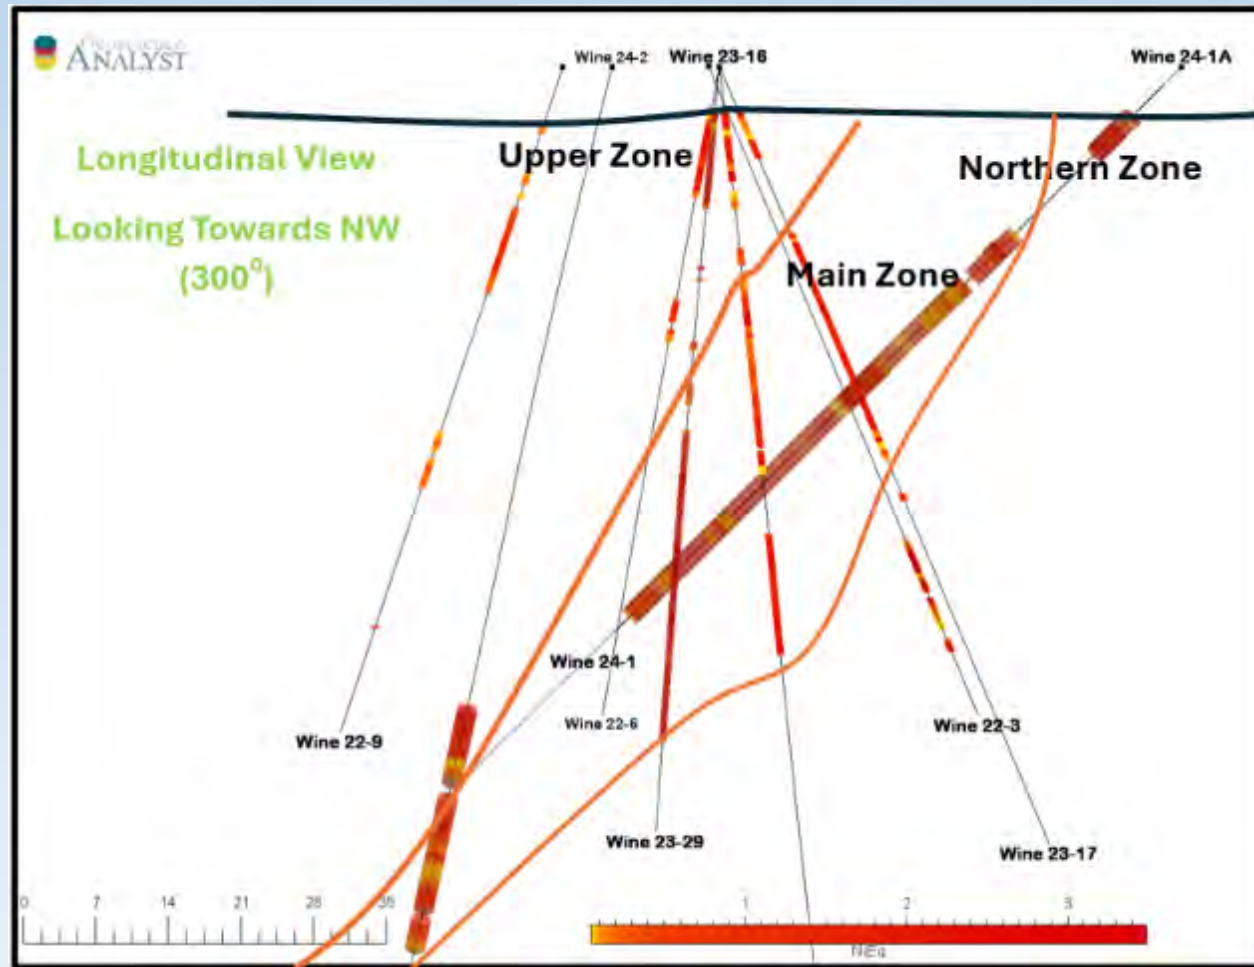 ANALYST
Wine 24-2
Wine 23-16
Wine 24-1A
Longitudinal View
Upper Zone
Northern Zone
Looking Towards NW
(300°)
Main Zone
Wine 24-1
Wine 22-6
Wine 22-9
Wine 22-3
Wine 23-29
Wine 23-17
0 7 14 21 28 35
1 2 3
NiEq